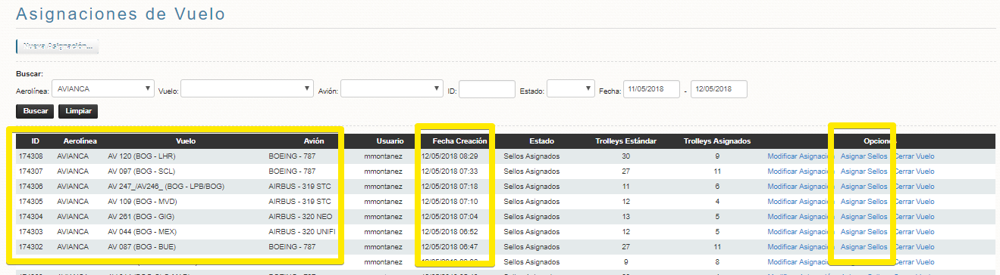 Asignaciones de Vuelo
Nueva Asignación...
Buscar:
Aerolínea: AVIANCA Vuelo: Avión: ID: Estado: Fecha: 11/05/2018 - 12/05/2018
Buscar Limpiar
ID Aerolínea Vuelo Avión Usuario Fecha Creación Estado Trolleys Estándar Trolleys Asignados Opciones
174308 AVIANCA AV 120 (BOG - LHR) BOEING - 787 mmontanez 12/05/2018 08:29 Sellos Asignados 30 9 Modificar Asignación Asignar Sellos Cerrar Vuelo
174307 AVIANCA AV 097 (BOG - SCL) BOEING - 787 mmontanez 12/05/2018 07:33 Sellos Asignados 27 11 Modificar Asignación Asignar Sellos Cerrar Vuelo
174306 AVIANCA AV 247_/AV246_ (BOG - LPB/BOG) AIRBUS - 319 STC mmontanez 12/05/2018 07:18 Sellos Asignados 11 6 Modificar Asignación Asignar Sellos Cerrar Vuelo
174305 AVIANCA AV 109 (BOG - MVD) AIRBUS - 319 STC mmontanez 12/05/2018 07:10 Sellos Asignados 12 4 Modificar Asignación Asignar Sellos Cerrar Vuelo
174304 AVIANCA AV 261 (BOG - GIG) AIRBUS - 320 NEO mmontanez 12/05/2018 07:04 Sellos Asignados 13 5 Modificar Asignación Asignar Sellos Cerrar Vuelo
174303 AVIANCA AV 044 (BOG - MEX) AIRBUS - 320 UNIFI mmontanez 12/05/2018 06:52 Sellos Asignados 12 5 Modificar Asignación Asignar Sellos Cerrar Vuelo
174302 AVIANCA AV 087 (BOG - BUE) BOEING - 787 mmontanez 12/05/2018 06:47 Sellos Asignados 27 11 Modificar Asignación Asignar Sellos Cerrar Vuelo
mmontanez Sellos Asignados 9 8 Modificar Asignación Asignar Sellos Cerrar Vuelo